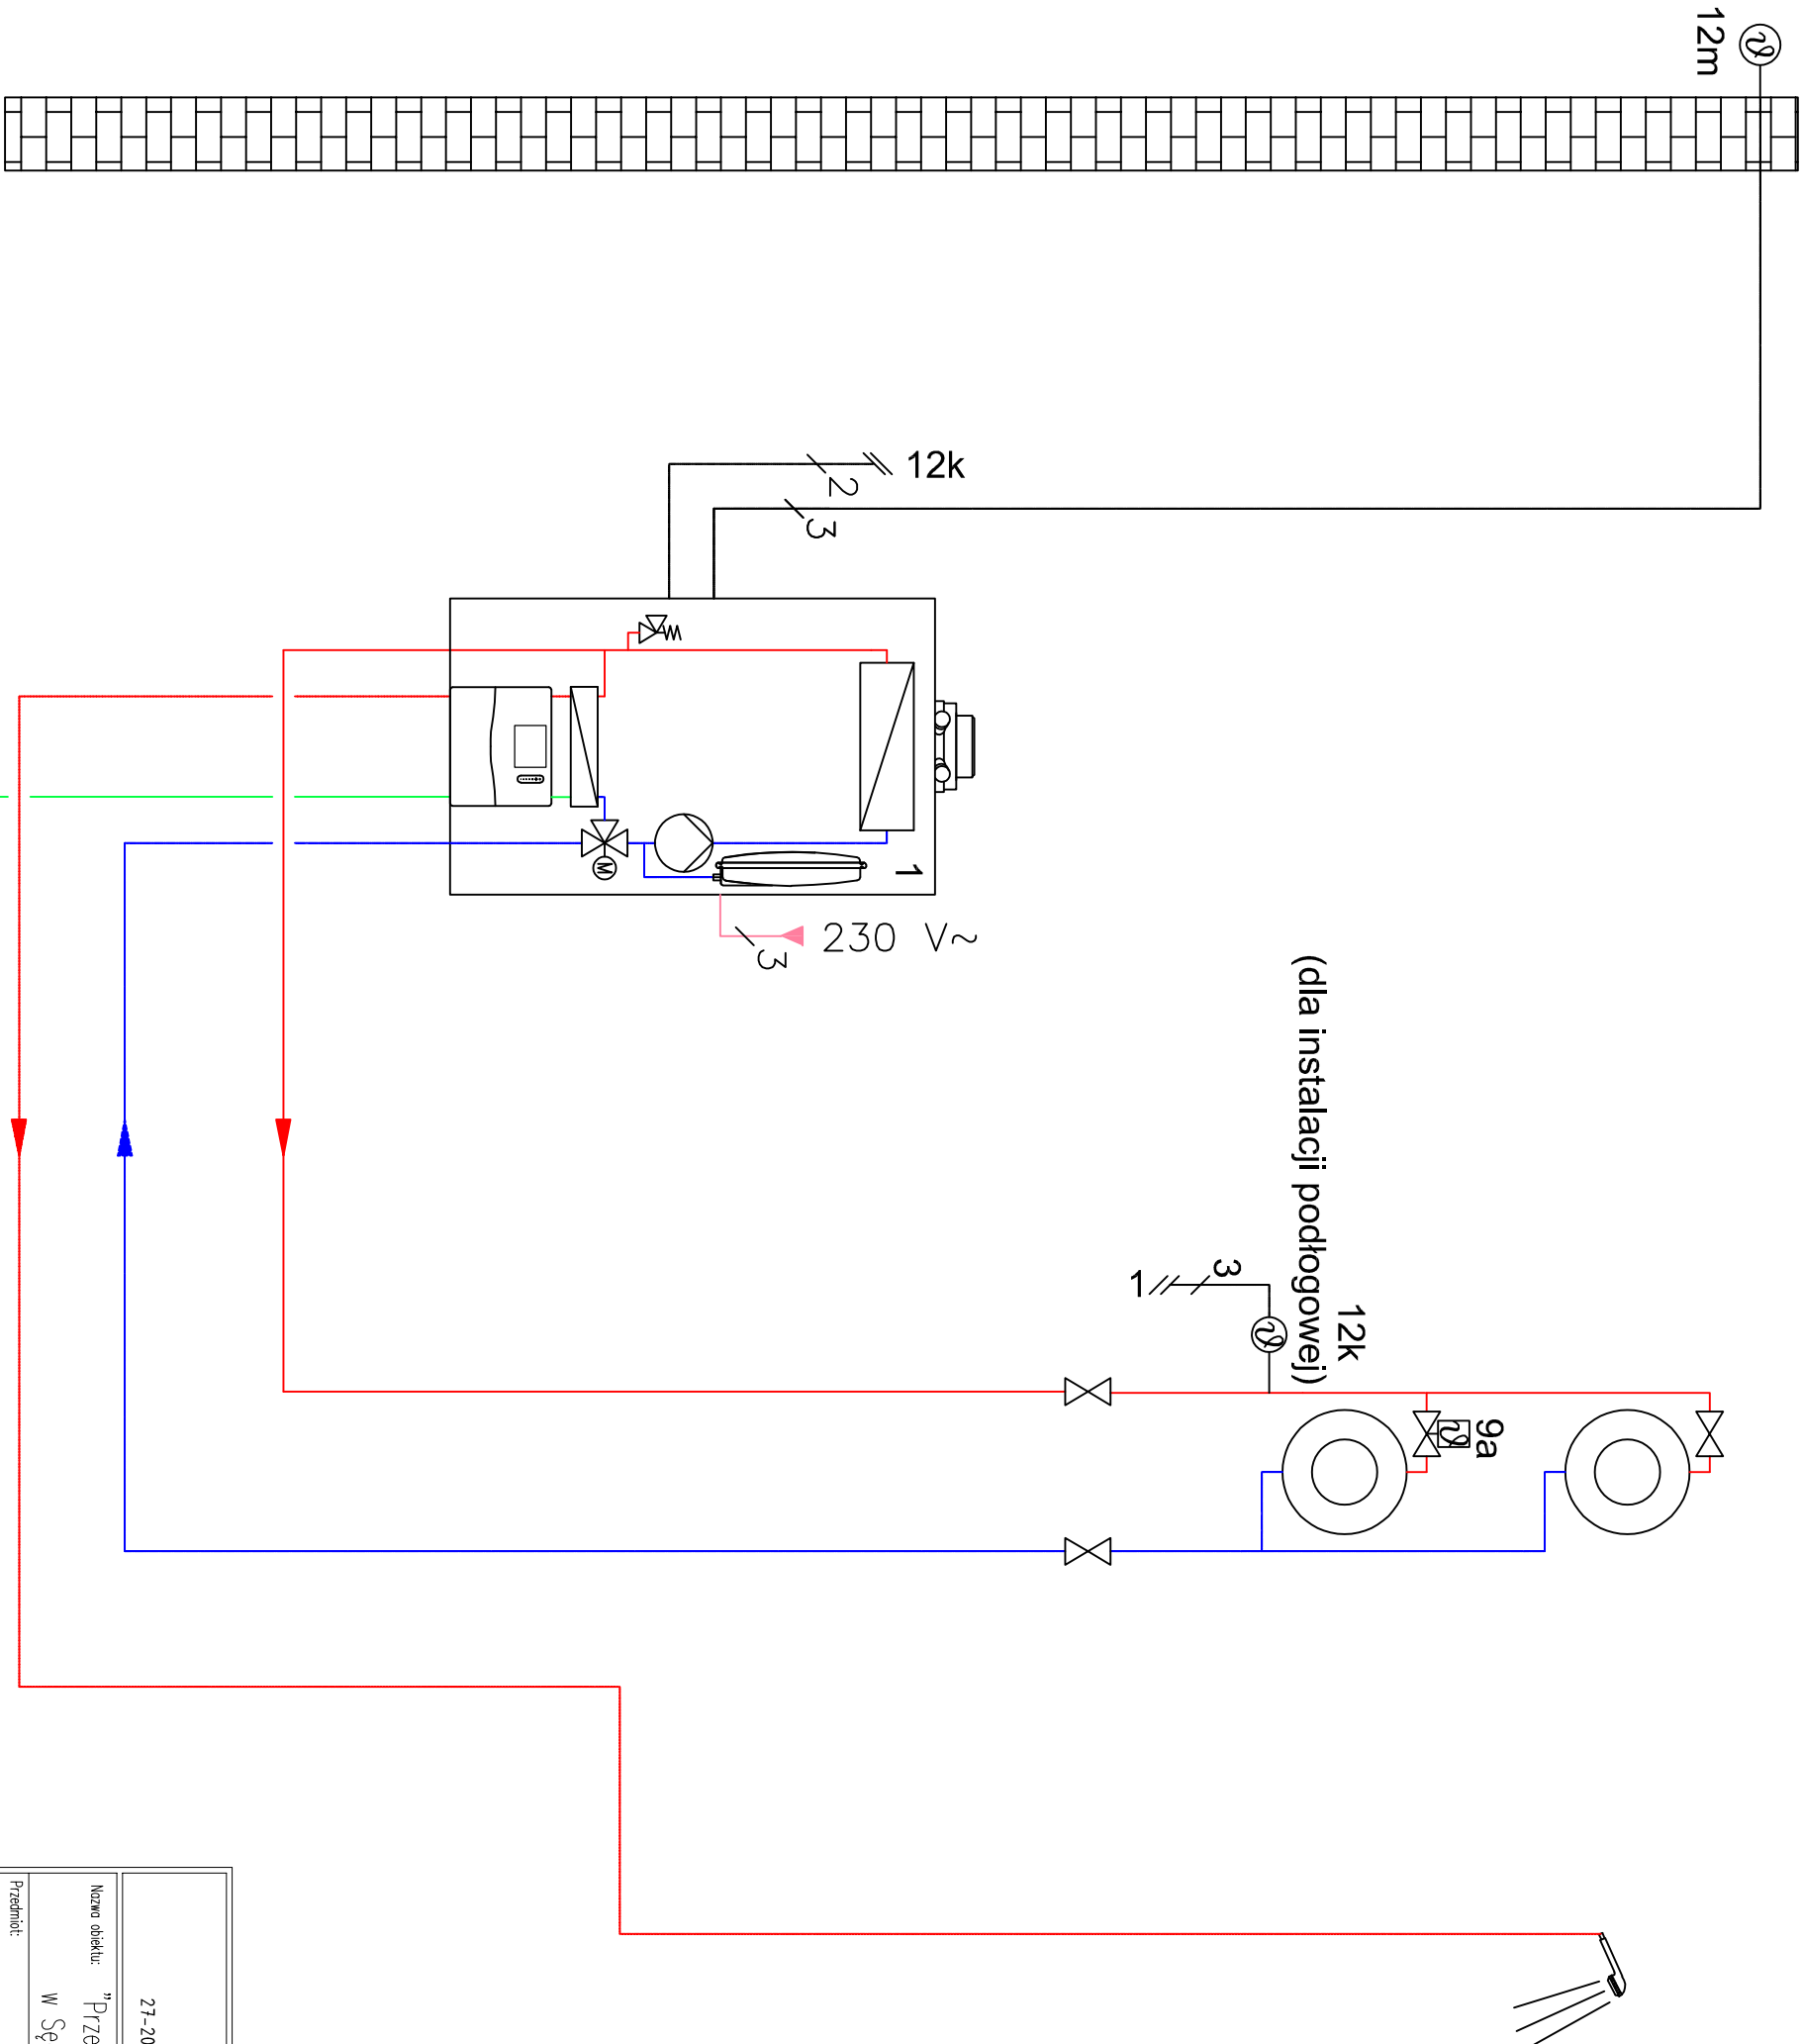 12m
12k
2
3
1
M
230 V~
3
12k
(dla instalacji podłogowej)
3
1
9a
27-20
Nazwa obiektu:
"Prze
w Sę
Przedmiot: